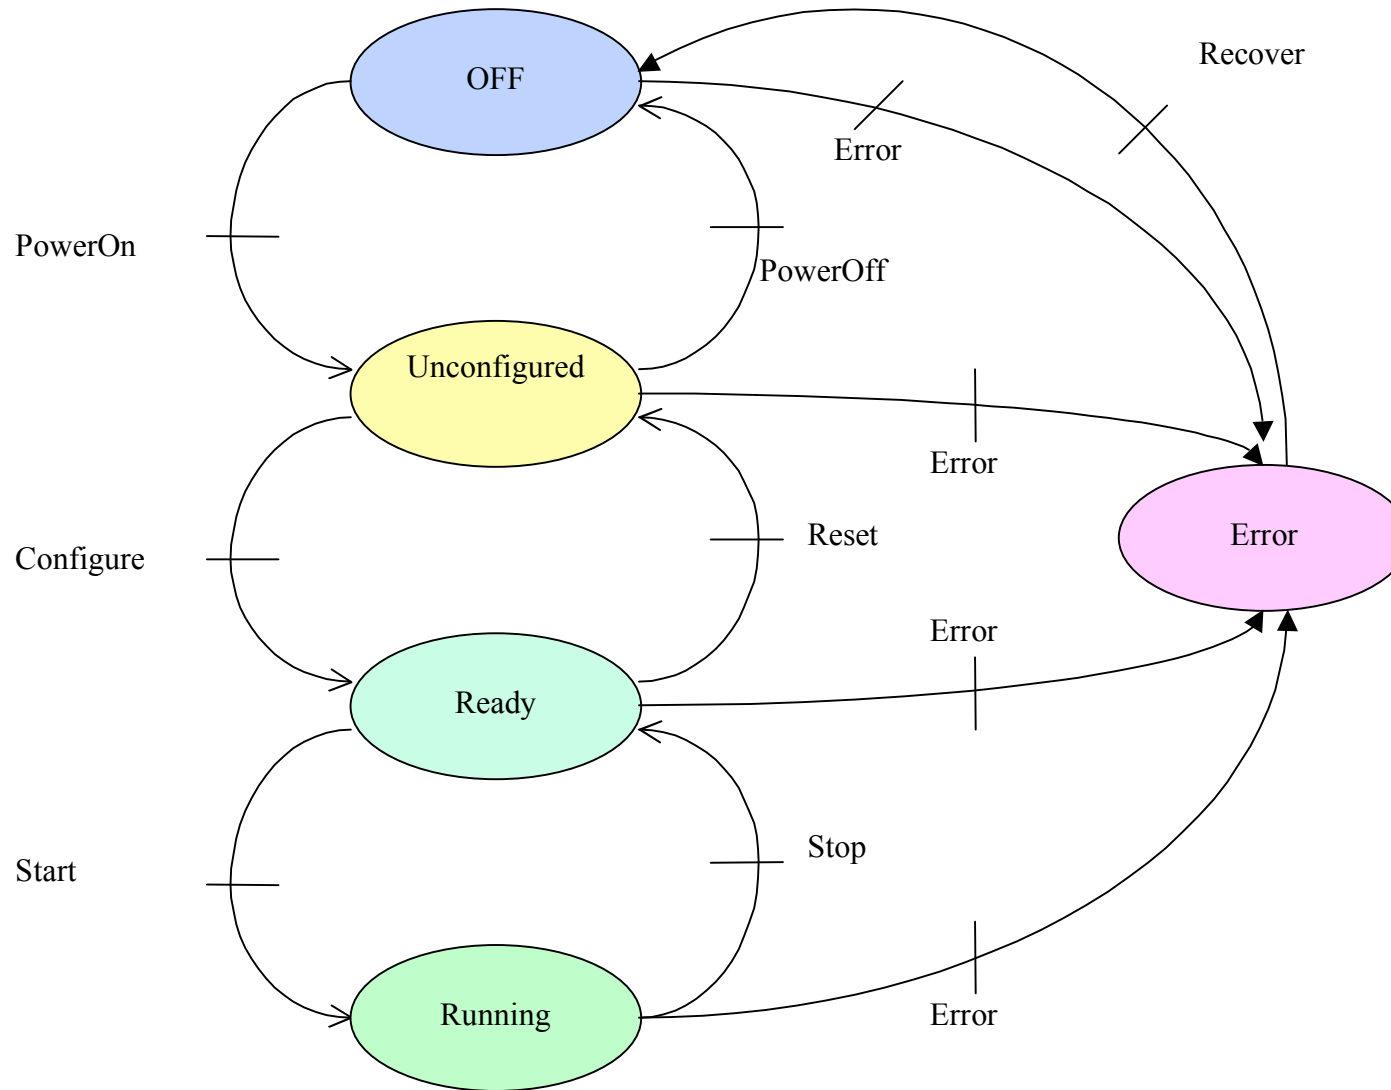 Recover
OFF
Error
PowerOn
PowerOff
Unconfigured
Error
Configure
Reset
Error
Error
Ready
Start
Stop
Running
Error